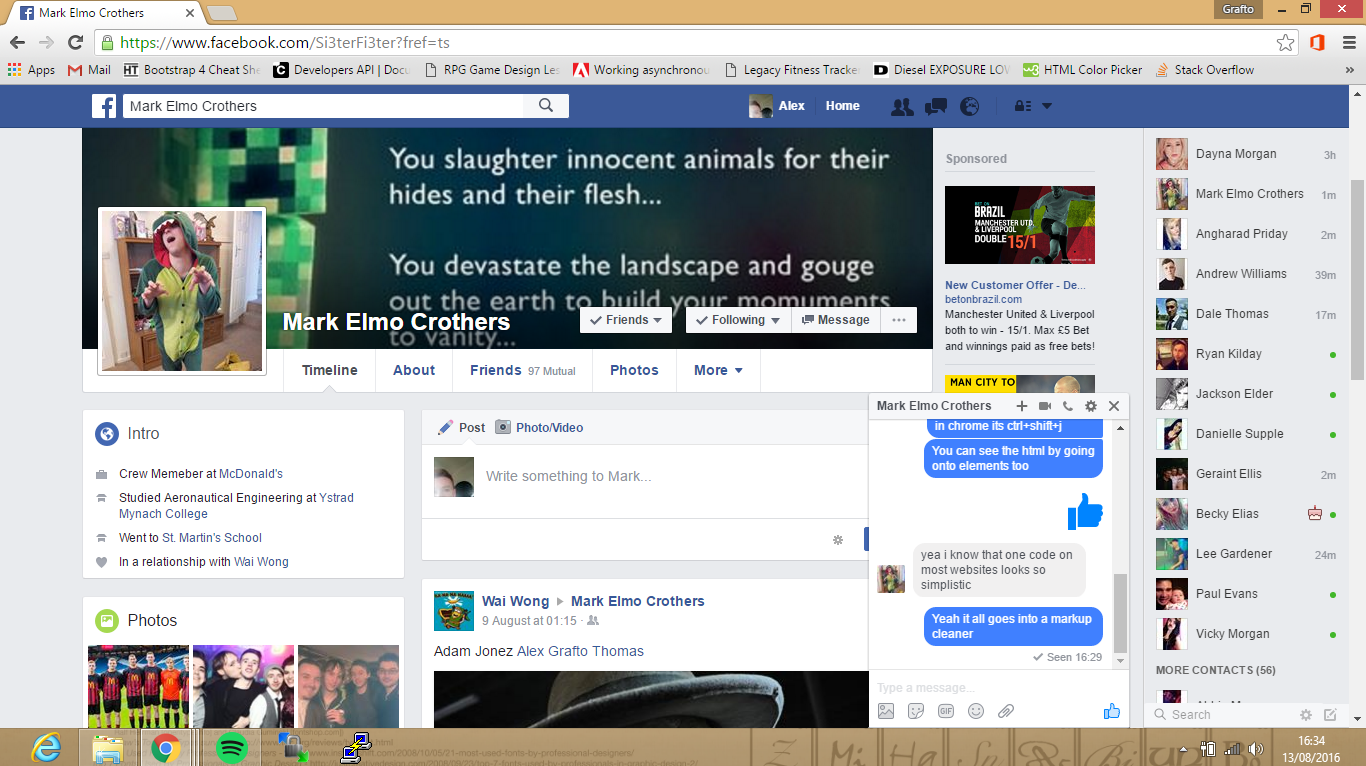 Mark Elmo Crothers
Grafto
https://www.facebook.com/Si3terFi3ter?fref=ts
Apps
Mail
Bootstrap 4 Cheat She
Developers API | Docu
RPG Game Design Les
Working asynchronou
Legacy Fitness Tracke
Diesel EXPOSURE LOV
HTML Color Picker
Stack Overflow
»
Mark Elmo Crothers
Alex
Home
You slaughter innocent animals for their
hides and their flesh...
You devastate the landscape and gouge
out the earth to build your momuments
to vanity...
Mark Elmo Crothers
Friends
Following
Message
...
Timeline
About
Friends 97 Mutual
Photos
More
Intro
Crew Memeber at McDonald's
Studied Aeronautical Engineering at Ystrad
Mynach College
Went to St. Martin's School
In a relationship with Wai Wong
Photos
Post
Photo/Video
Write something to Mark...
Wai Wong ▸ Mark Elmo Crothers
9 August at 01:15 ·
Adam Jonez Alex Grafto Thomas
Sponsored
BET ON
BRAZIL
MANCHESTER UTD,
& LIVERPOOL
DOUBLE 15/1
New Customer Offer - De...
betonbrazil.com
Manchester United & Liverpool
both to win - 15/1. Max £5 Bet
and winnings paid as free bets!
MAN CITY TO
Mark Elmo Crothers
in chrome its ctrl+shift+j
You can see the html by going
onto elements too
yea i know that one code on
most websites looks so
simplistic
Yeah it all goes into a markup
cleaner
Seen 16:29
Type a message...
GIF
Dayna Morgan 3h
Mark Elmo Crothers 1m
Angharad Priday 2m
Andrew Williams 39m
Dale Thomas 17m
Ryan Kilday
Jackson Elder
Danielle Supple
Geraint Ellis 2m
Becky Elias
Lee Gardener 24m
Paul Evans
Vicky Morgan
MORE CONTACTS (56)
Search
16:34
13/08/2016